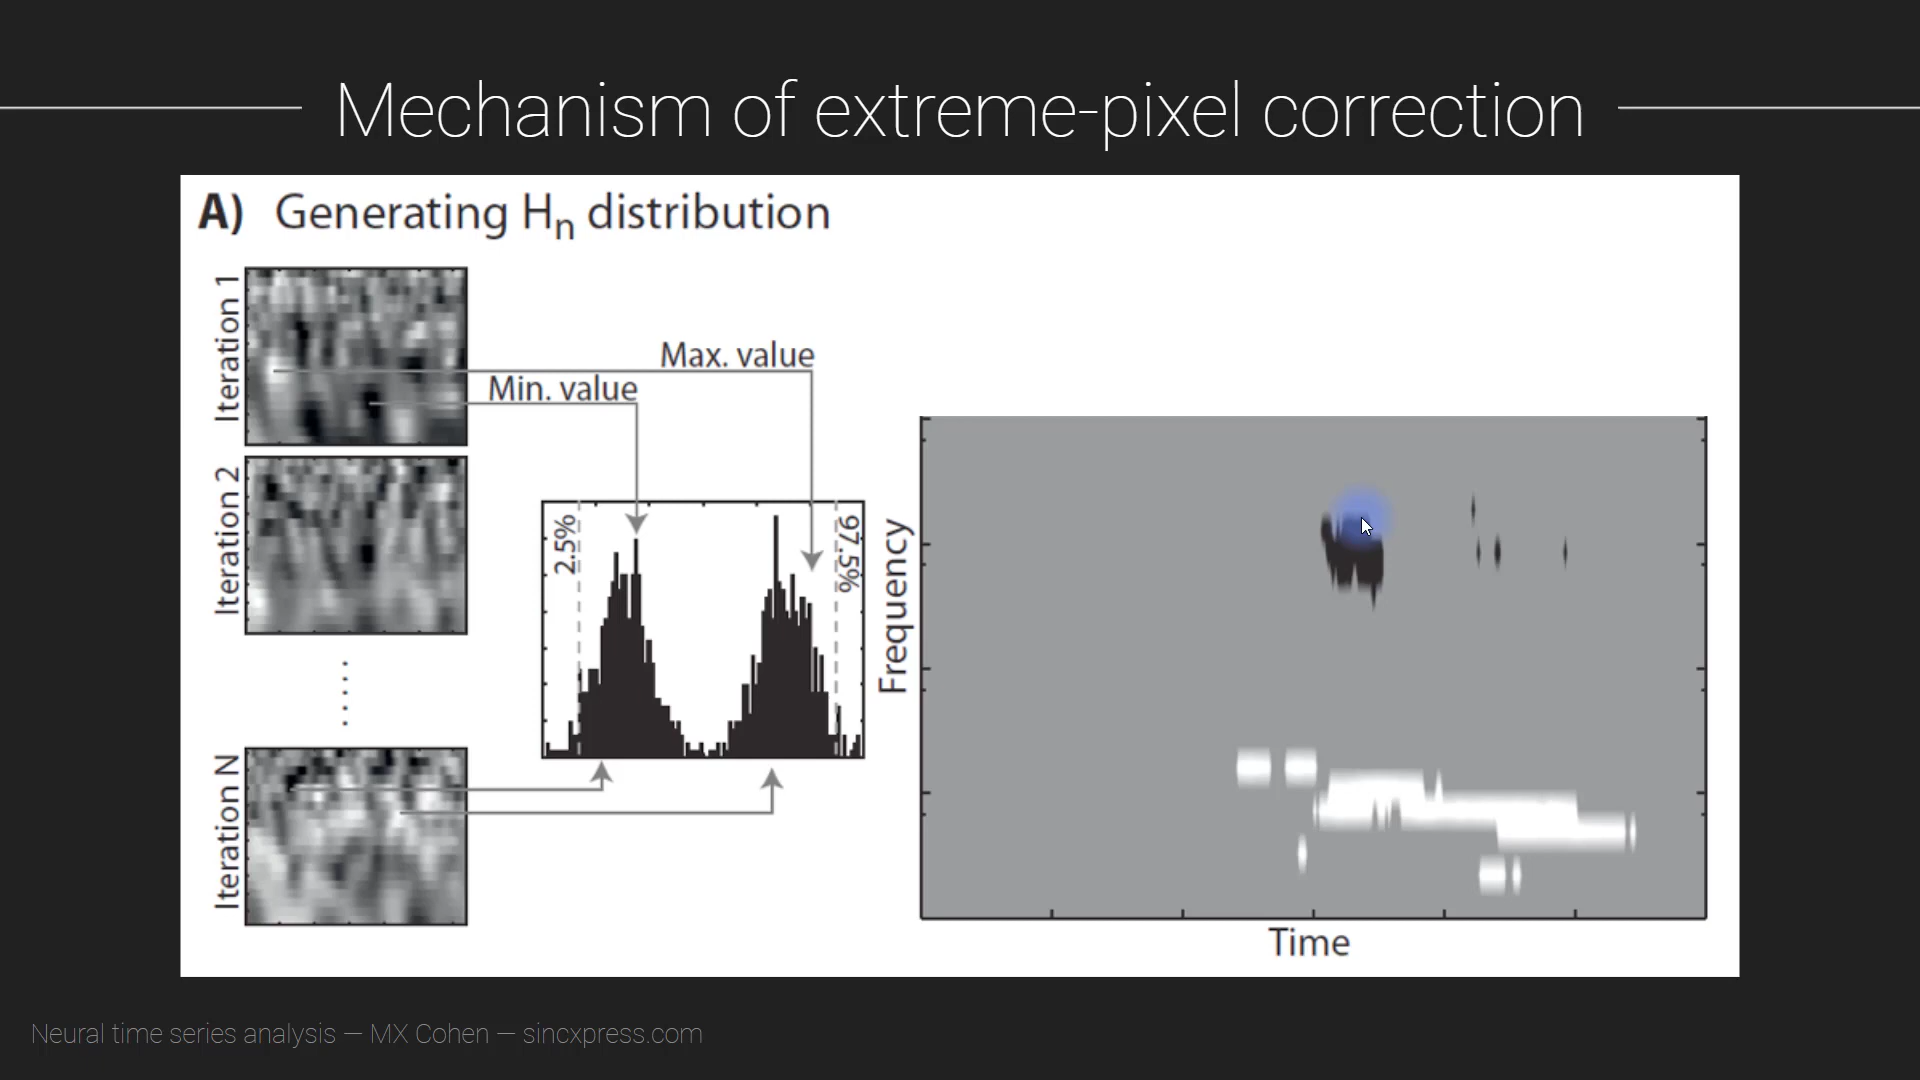 Mechanism of extreme-pixel correction
A) Generating Hn distribution
Iteration 1
Max. value
Min. value
Iteration 2
2.5%
97.5%
Frequency
Iteration N
Time
Neural time series analysis — MX Cohen — sincxpress.com